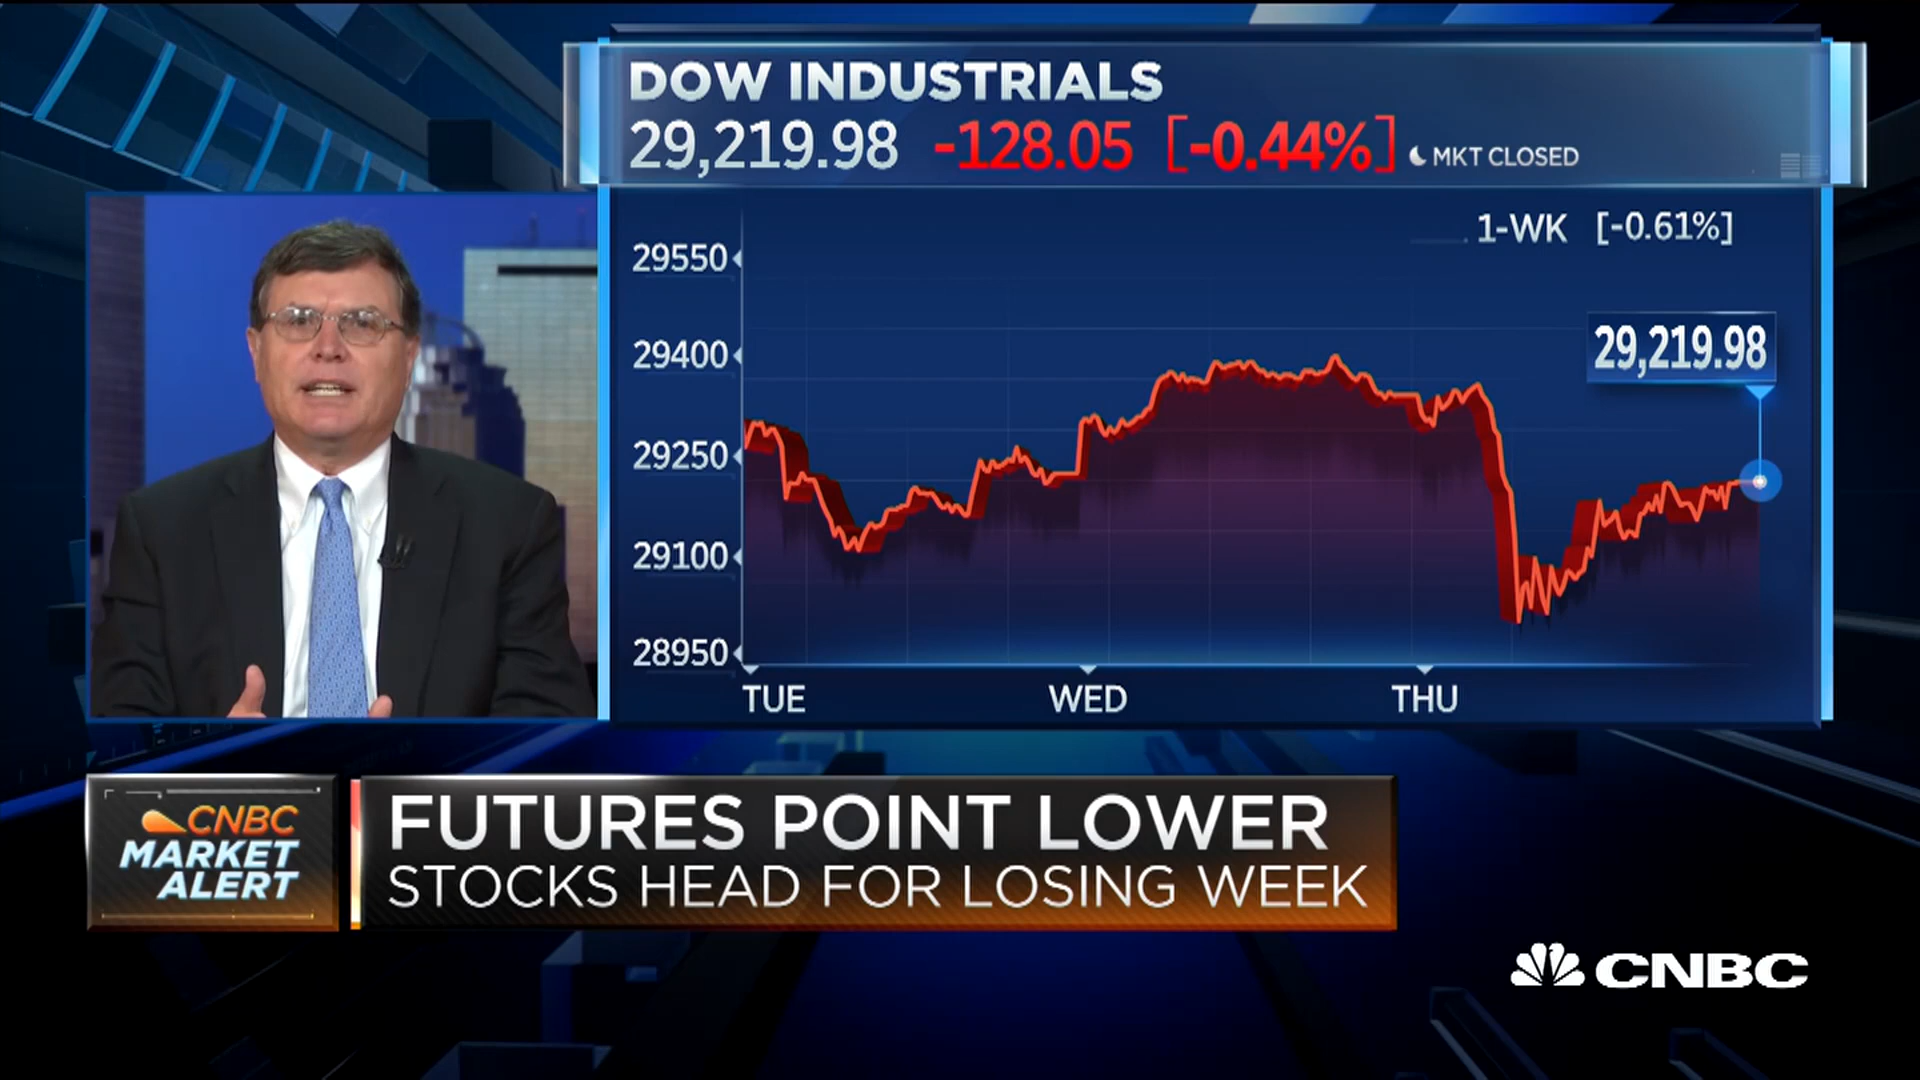 DOW INDUSTRIALS
29,219.98 -128.05 [-0.44%] MKT CLOSED
1-WK [-0.61%]
29550
29400
29250
29100
28950
29,219.98
TUE WED THU
CNBC
MARKET
ALERT
FUTURES POINT LOWER
STOCKS HEAD FOR LOSING WEEK
CNBC